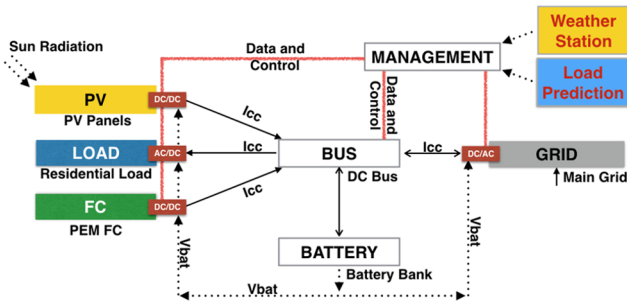 Sun Radiation
Data and
Control
MANAGEMENT
Weather
Station
Load
Prediction
Data and
Control
PV
DC/DC
PV Panels
Icc
LOAD
AC/DC
Icc
Residential Load
BUS
DC Bus
Icc
DC/AC
GRID
Main Grid
FC
DC/DC
PEM FC
Icc
Vbat
BATTERY
Battery Bank
Vbat
Vbat